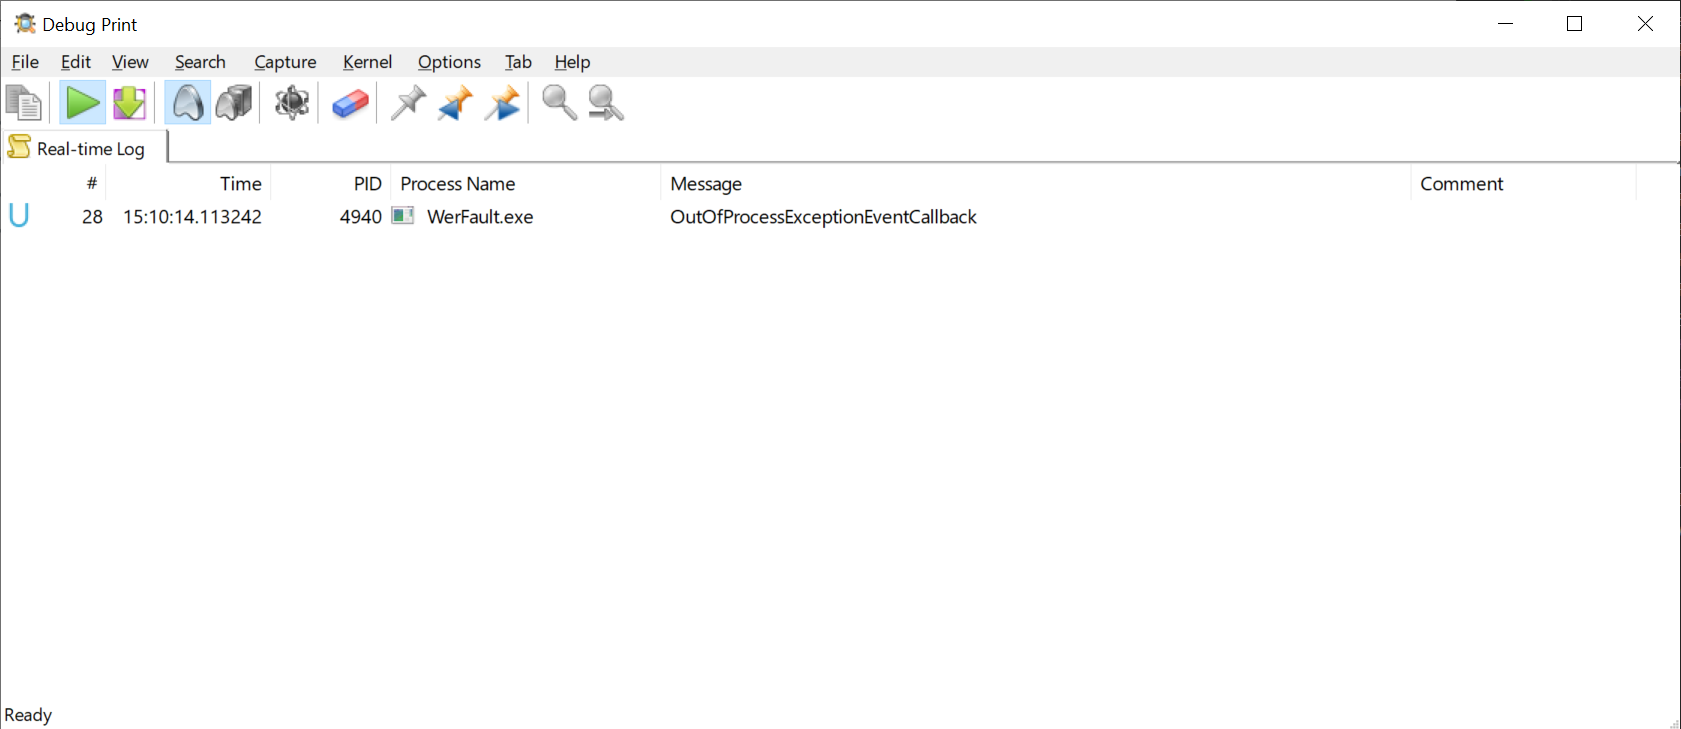 Debug Print
File Edit View Search Capture Kernel Options Tab Help
Real-time Log
# Time PID Process Name Message Comment
U 28 15:10:14.113242 4940 WerFault.exe OutOfProcessExceptionEventCallback
Ready